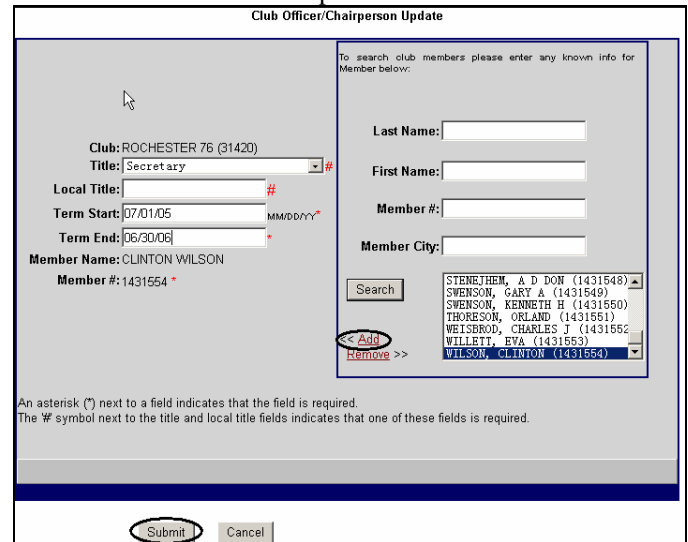 Club Officer/Chairperson Update
To search club members please enter any known info for
Member below:
Club: ROCHESTER 76 (31420)
Title: Secretary #
Local Title: #
Term Start: 07/01/05 MM/DD/YY*
Term End: 06/30/06 *
Member Name: CLINTON WILSON
Member #: 1431554 *
Last Name:
First Name:
Member #:
Member City:
Search
STENEJHEM, A D DON (1431548)
SWENSON, GARY A (1431549)
SWENSON, KENNETH H (1431550)
THORESON, ORLAND (1431551)
WEISBROD, CHARLES J (1431552
WILLETT, EVA (1431553)
WILSON, CLINTON (1431554)
<< Add
Remove >>
An asterisk (*) next to a field indicates that the field is required.
The '#' symbol next to the title and local title fields indicates that one of these fields is required.
Submit Cancel